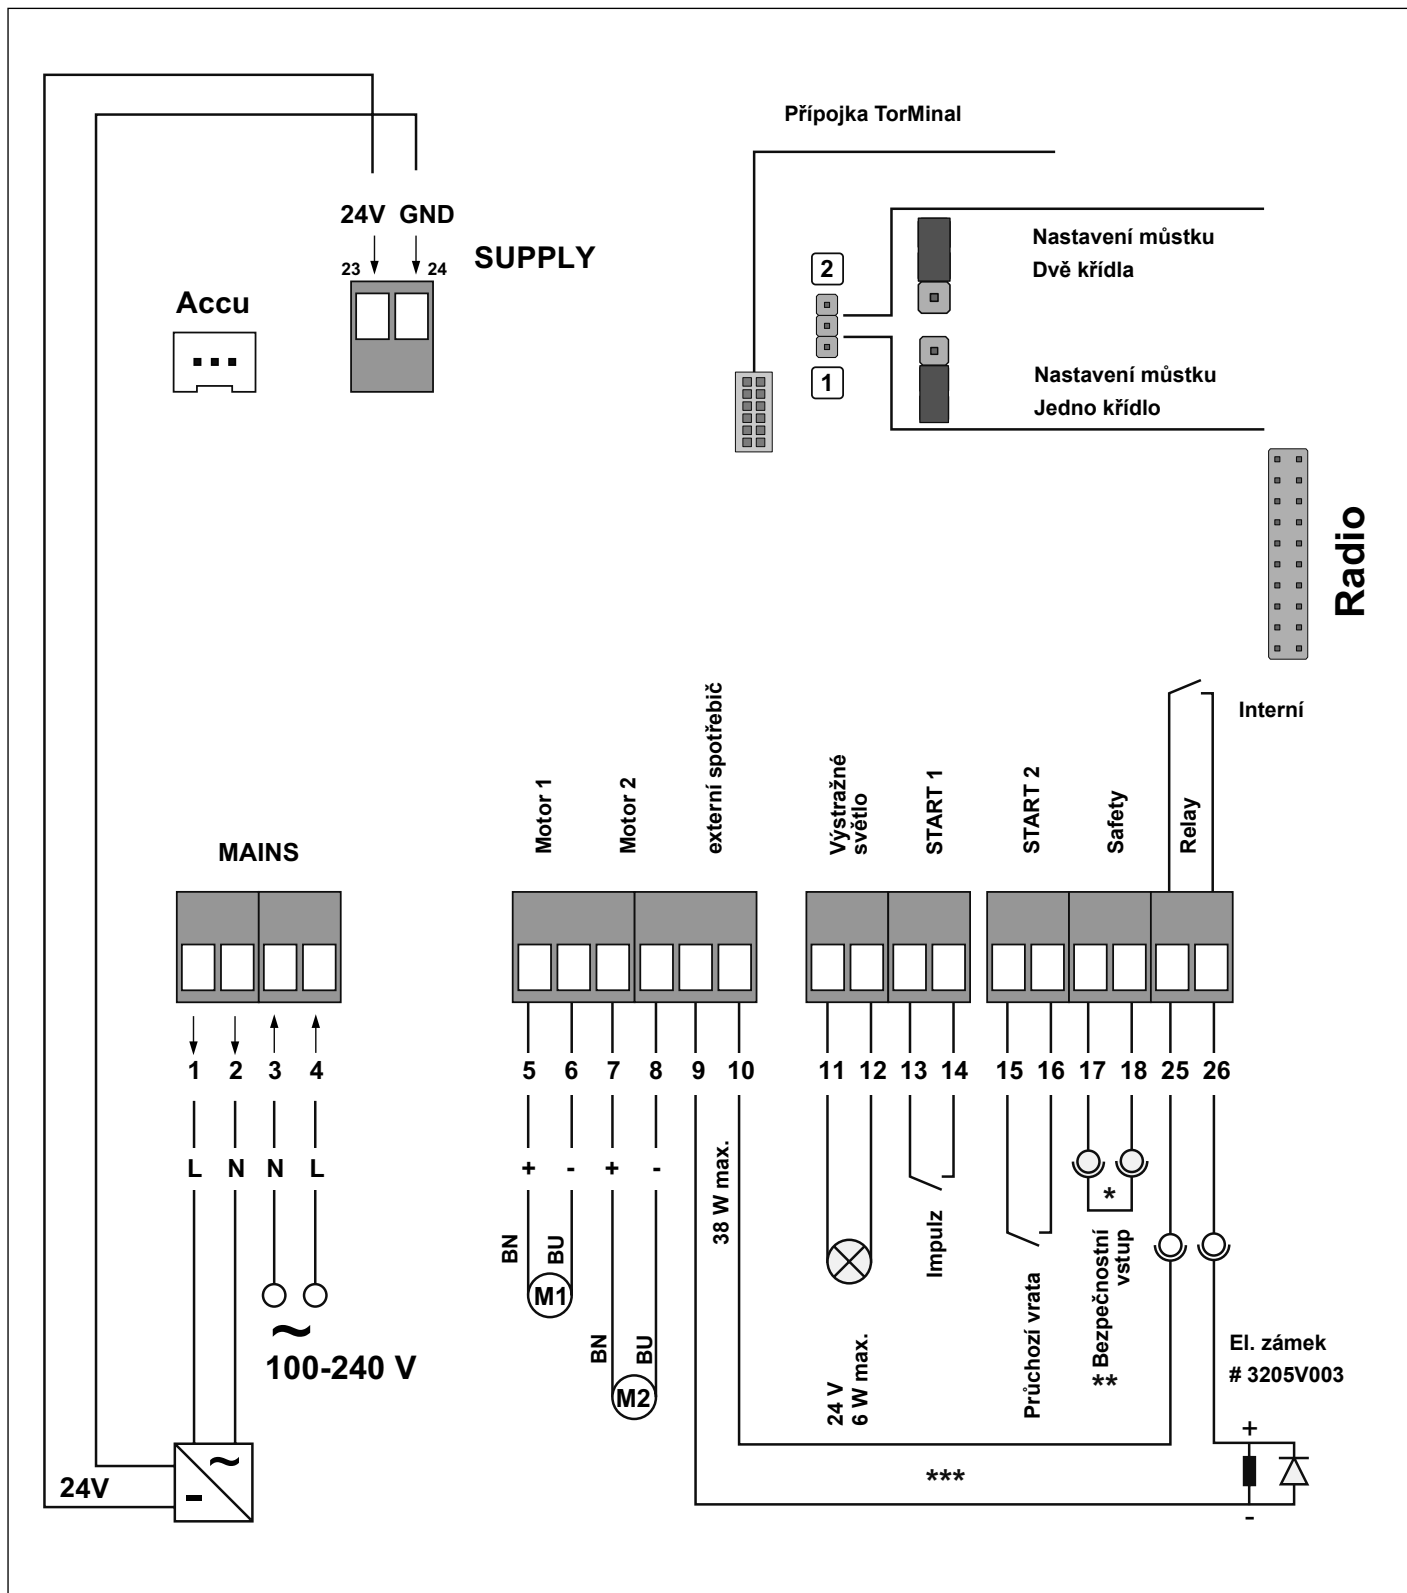 Přípojka TorMinal
24V GND
23 24
SUPPLY
Accu
2
1
Nastavení můstku
Dvě křídla
Nastavení můstku
Jedno křídlo
Radio
Interní
MAINS
Motor 1
Motor 2
externí spotřebič
Výstražné
světlo
START 1
START 2
Safety
Relay
1 2 3 4 5 6 7 8 9 10 11 12 13 14 15 16 17 18 25 26
L N N L
+ - + -
BN BU
M1
BN BU
M2
38 W max.
~
100-240 V
24 V
6 W max.
Impulz
Průchozí vrata
*
** Bezpečnostní
vstup
El. zámek
# 3205V003
+
-
***
24V
~
-